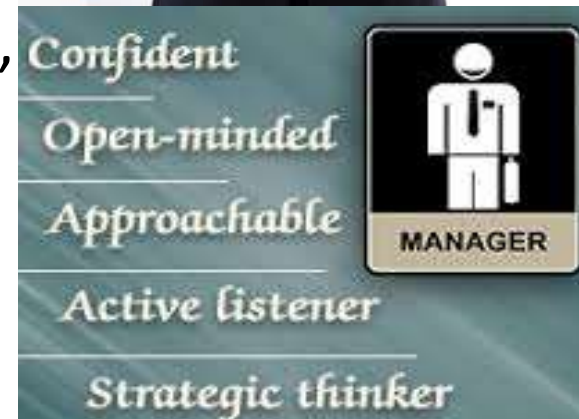 ,
Confident
Open-minded
Approachable
MANAGER
Active listener
Strategic thinker